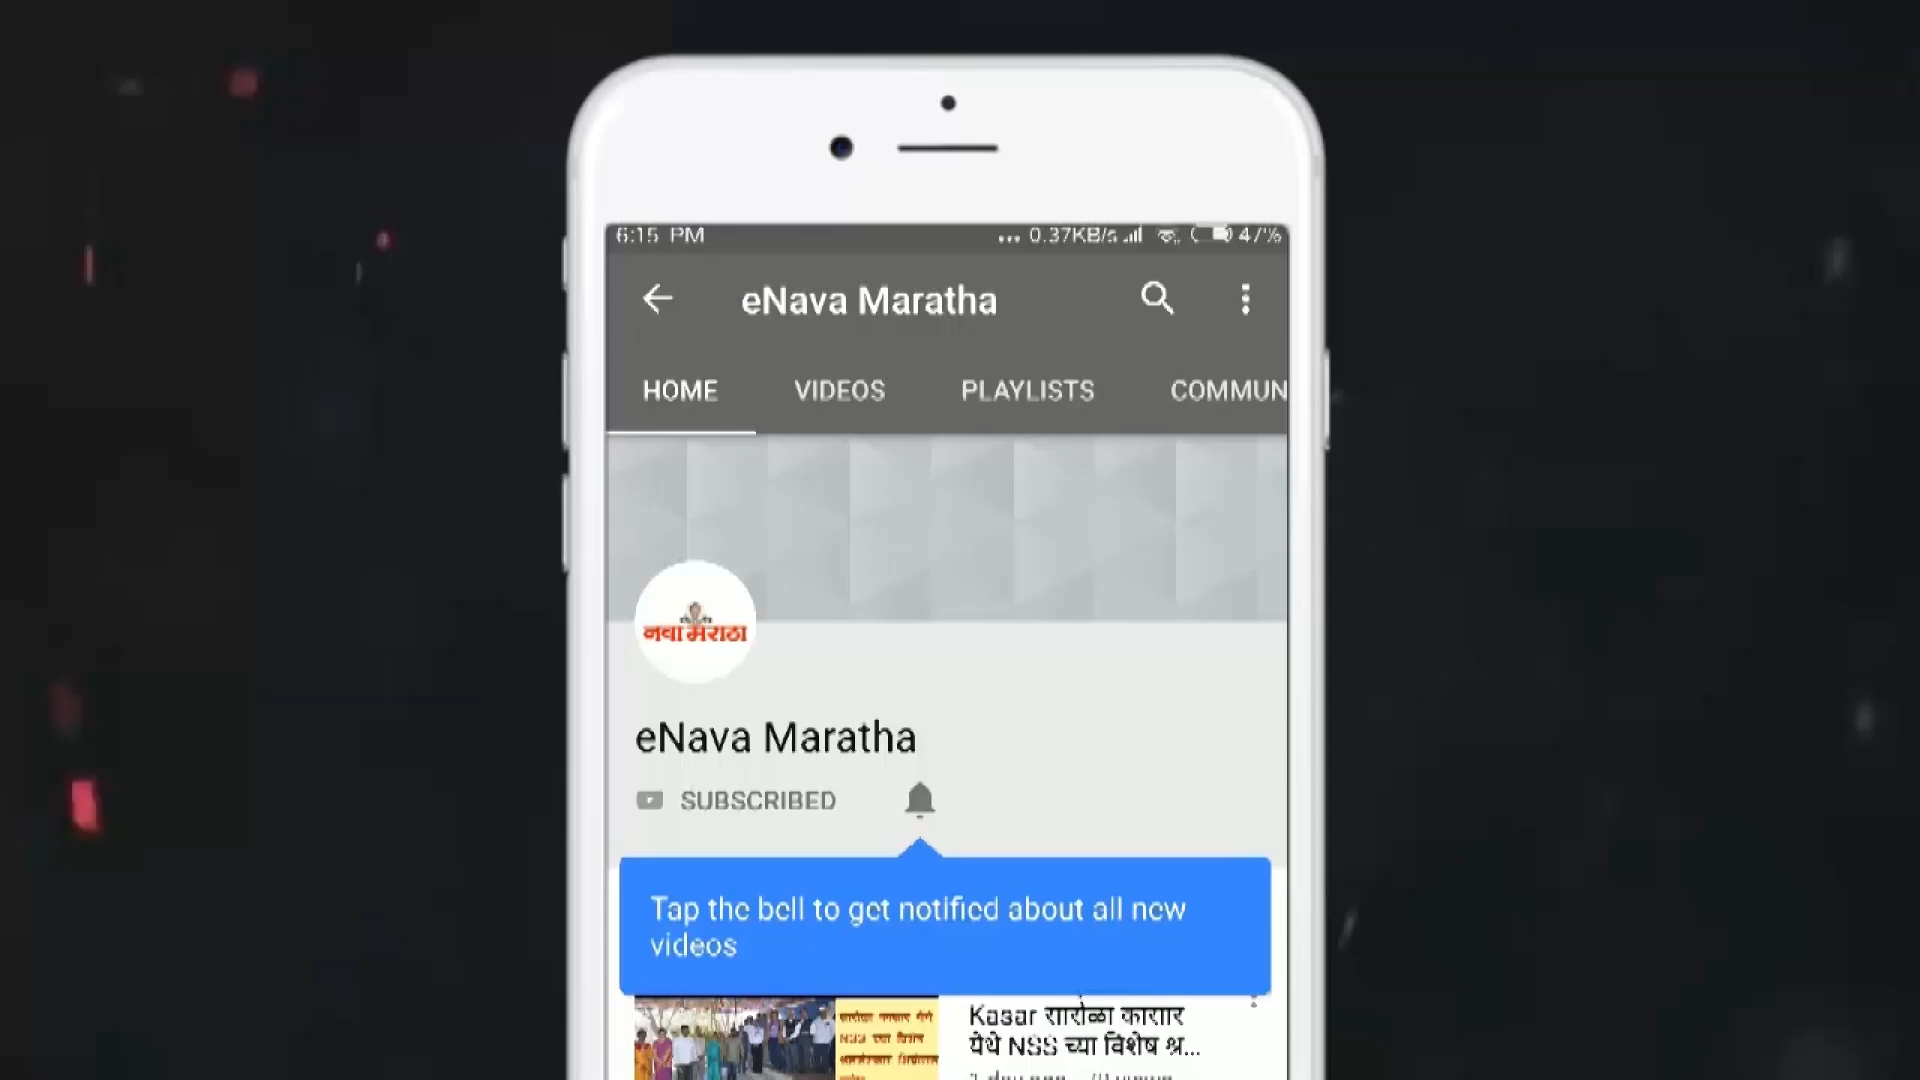 6:15 PM
... 0.37KB/s 47%
eNava Maratha
HOME VIDEOS PLAYLISTS COMMUN
नवा मराठा
eNava Maratha
SUBSCRIBED
Tap the bell to get notified about all new
videos
Kasar सारोळा कासार
येथे NSS च्या विशेष श्र...
NSS च्या विशेष